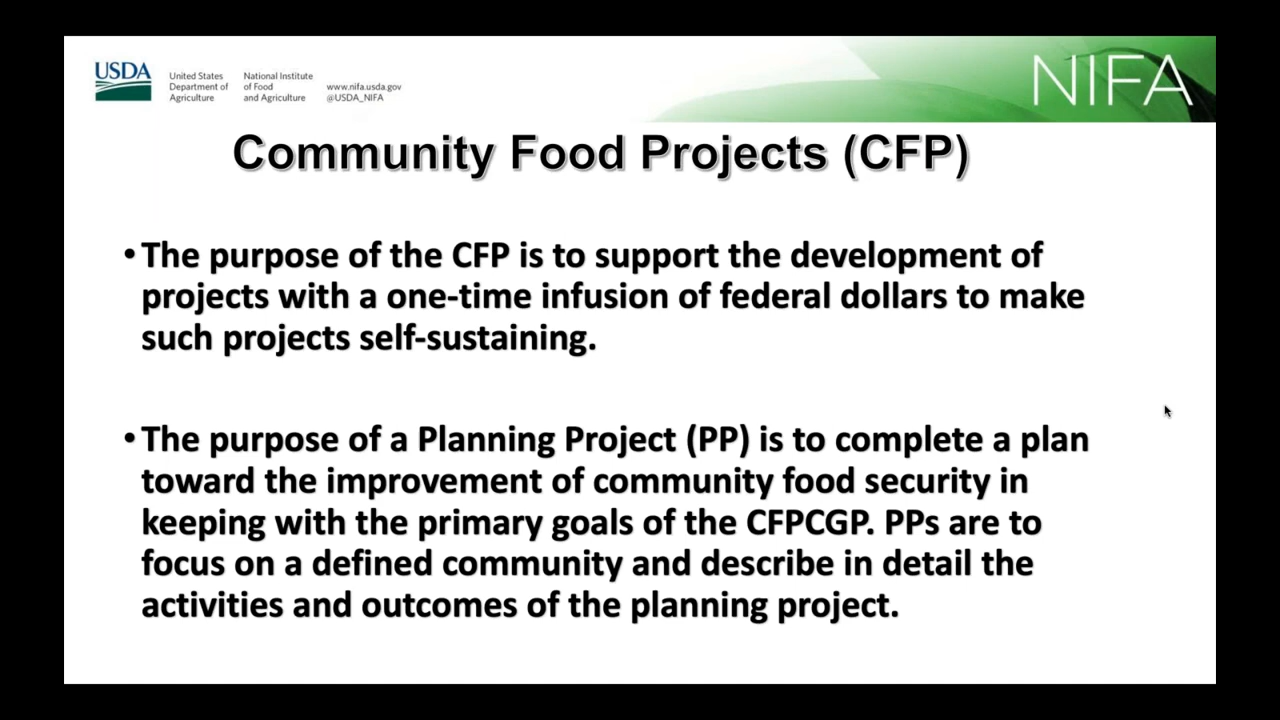 USDA
United States
Department of
Agriculture
National Institute
of Food
and Agriculture
www.nifa.usda.gov
@USDA_NIFA
NIFA
Community Food Projects (CFP)
• The purpose of the CFP is to support the development of
projects with a one-time infusion of federal dollars to make
such projects self-sustaining.
• The purpose of a Planning Project (PP) is to complete a plan
toward the improvement of community food security in
keeping with the primary goals of the CFPCGP. PPs are to
focus on a defined community and describe in detail the
activities and outcomes of the planning project.